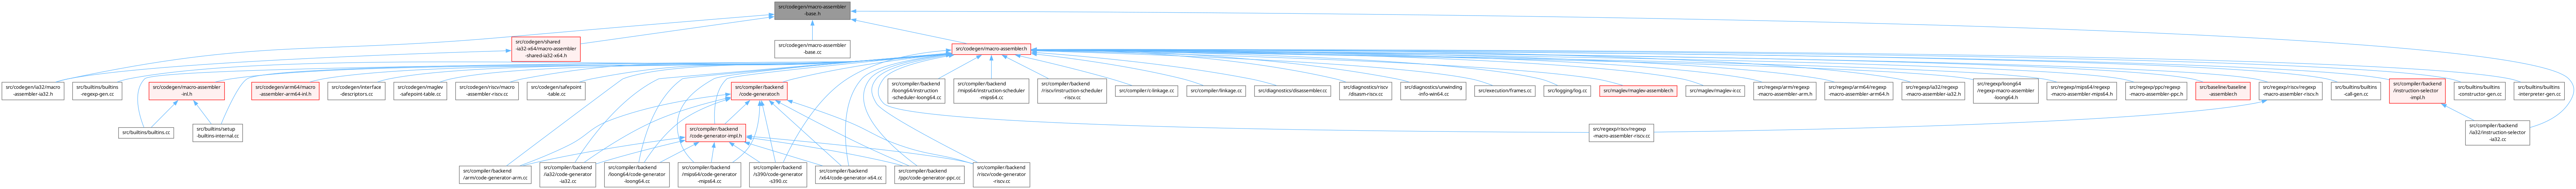 src/codegen/macro-assembler
-base.h
src/codegen/shared
-ia32-x64/macro-assembler
-shared-ia32-x64.h
src/codegen/macro-assembler
-base.cc
src/codegen/macro-assembler.h
src/codegen/ia32/macro
-assembler-ia32.h
src/builtins/builtins
-regexp-gen.cc
src/codegen/macro-assembler
-inl.h
src/codegen/arm64/macro
-assembler-arm64-inl.h
src/codegen/interface
-descriptors.cc
src/codegen/maglev
-safepoint-table.cc
src/codegen/riscv/macro
-assembler-riscv.cc
src/codegen/safepoint
-table.cc
src/compiler/backend
/code-generator.h
src/compiler/backend
/loong64/instruction
-scheduler-loong64.cc
src/compiler/backend
/mips64/instruction-scheduler
-mips64.cc
src/compiler/backend
/riscv/instruction-scheduler
-riscv.cc
src/compiler/c-linkage.cc
src/compiler/linkage.cc
src/diagnostics/disassembler.cc
src/diagnostics/riscv
/disasm-riscv.cc
src/diagnostics/unwinding
-info-win64.cc
src/execution/frames.cc
src/logging/log.cc
src/maglev/maglev-assembler.h
src/maglev/maglev-ir.cc
src/regexp/arm/regexp
-macro-assembler-arm.h
src/regexp/arm64/regexp
-macro-assembler-arm64.h
src/regexp/ia32/regexp
-macro-assembler-ia32.h
src/regexp/loong64
/regexp-macro-assembler
-loong64.h
src/regexp/mips64/regexp
-macro-assembler-mips64.h
src/regexp/ppc/regexp
-macro-assembler-ppc.h
src/baseline/baseline
-assembler.h
src/regexp/riscv/regexp
-macro-assembler-riscv.h
src/builtins/builtins
-call-gen.cc
src/compiler/backend
/instruction-selector
-impl.h
src/builtins/builtins
-constructor-gen.cc
src/builtins/builtins
-interpreter-gen.cc
src/builtins/builtins.cc
src/builtins/setup
-builtins-internal.cc
src/compiler/backend
/code-generator-impl.h
src/regexp/riscv/regexp
-macro-assembler-riscv.cc
src/compiler/backend
/ia32/instruction-selector
-ia32.cc
src/compiler/backend
/arm/code-generator-arm.cc
src/compiler/backend
/ia32/code-generator
-ia32.cc
src/compiler/backend
/loong64/code-generator
-loong64.cc
src/compiler/backend
/mips64/code-generator
-mips64.cc
src/compiler/backend
/s390/code-generator
-s390.cc
src/compiler/backend
/x64/code-generator-x64.cc
src/compiler/backend
/ppc/code-generator-ppc.cc
src/compiler/backend
/riscv/code-generator
-riscv.cc